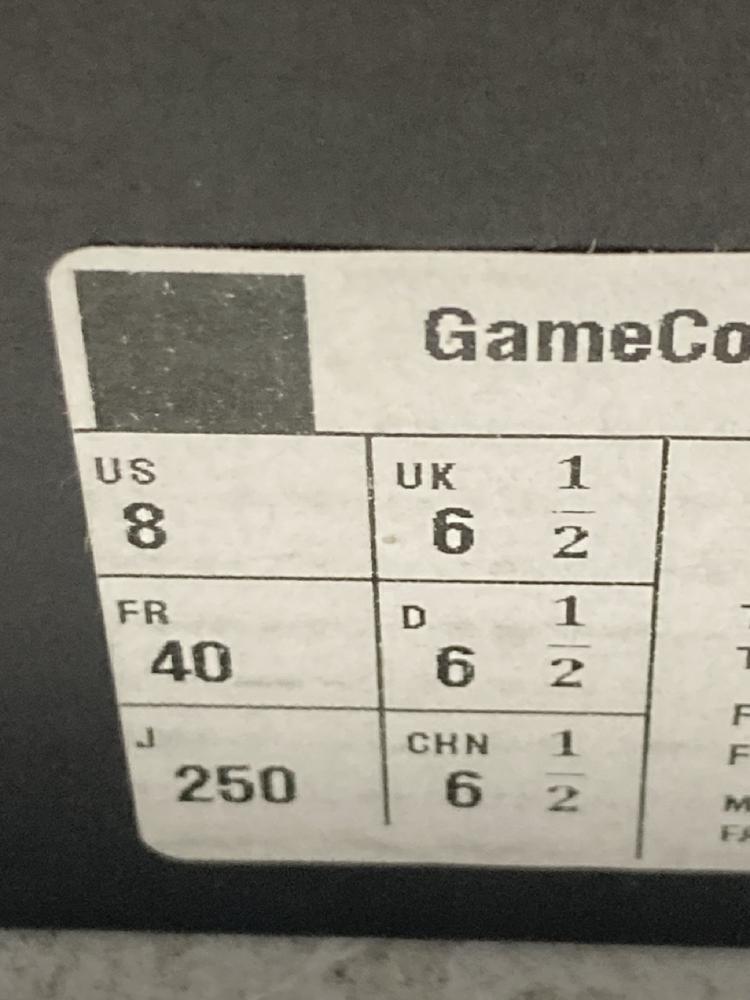 GameCo
US 8
UK 6 1/2
FR 40
D 6 1/2
J 250
CHN 6 1/2